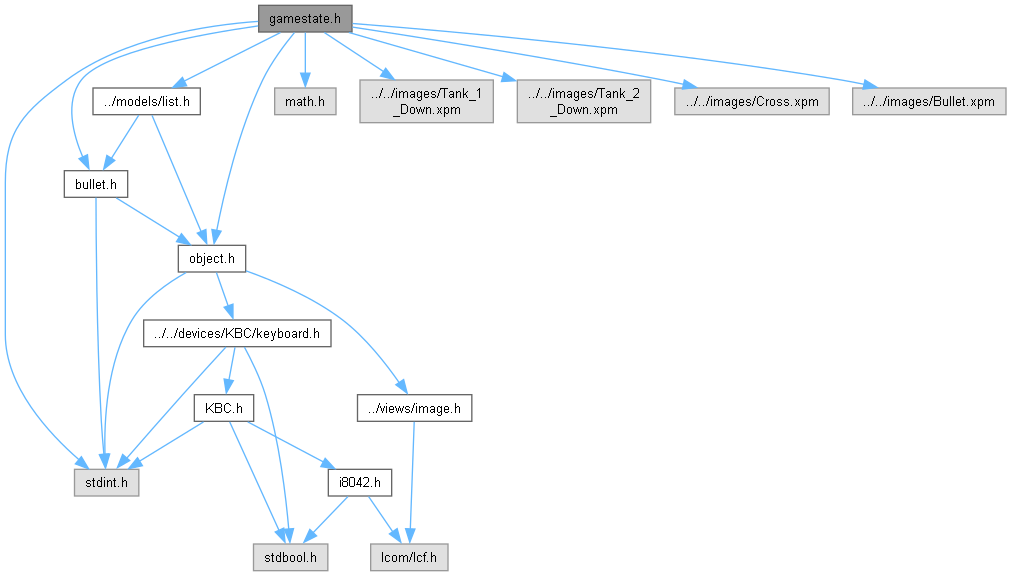 gamestate.h
../models/list.h
math.h
../../images/Tank_1
_Down.xpm
../../images/Tank_2
_Down.xpm
../../images/Cross.xpm
../../images/Bullet.xpm
bullet.h
object.h
../../devices/KBC/keyboard.h
KBC.h
../views/image.h
stdint.h
i8042.h
stdbool.h
lcom/lcf.h